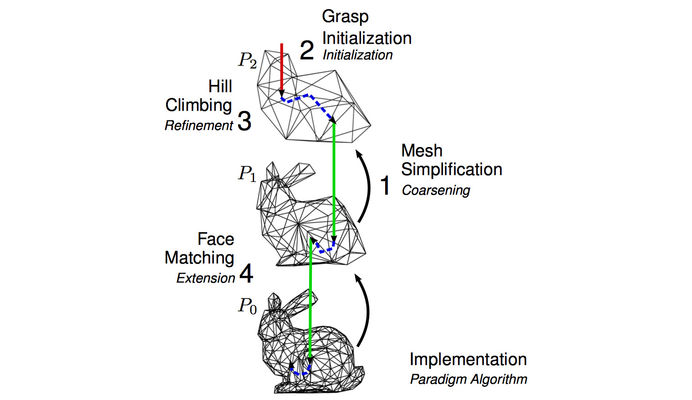 Grasp
Initialization
2
Initialization
P₂
Hill
Climbing
Refinement
3
Mesh
Simplification
1
Coarsening
P₁
Face
Matching
Extension
4
P₀
Implementation
Paradigm Algorithm